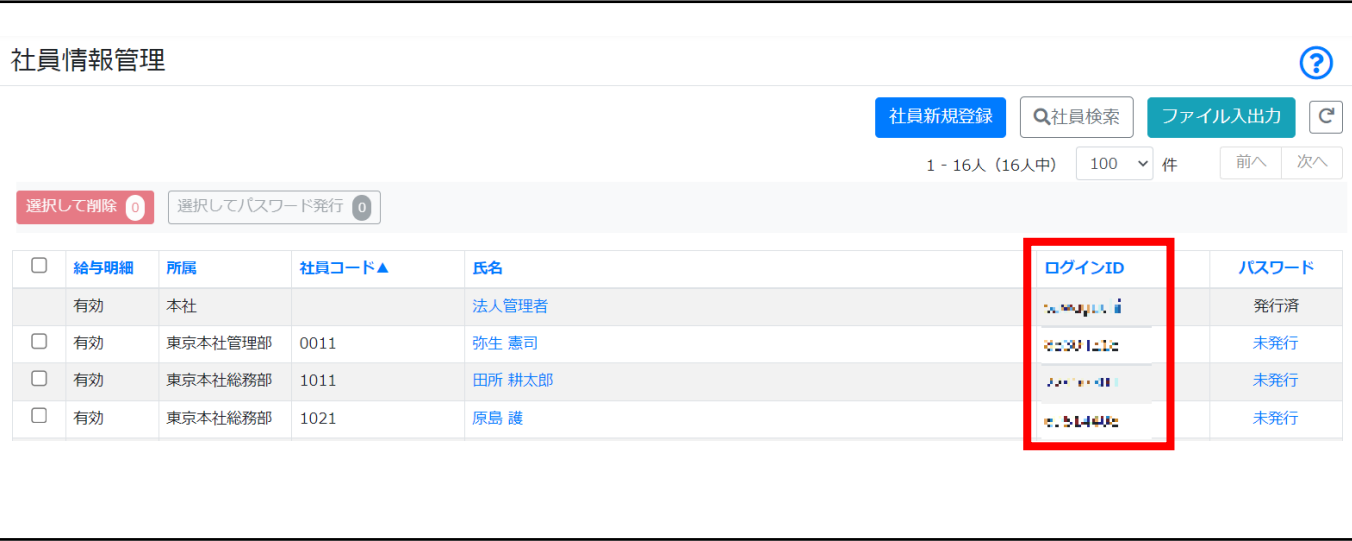 社員情報管理
社員新規登録 社員検索 ファイル入出力
1 - 16人（16人中） 100 件 前へ 次へ
選択して削除 0 選択してパスワード発行 0
給与明細 所属 社員コード▲ 氏名 ログインID パスワード
有効 本社 法人管理者 発行済
有効 東京本社管理部 0011 弥生 憲司 未発行
有効 東京本社総務部 1011 田所 耕太郎 未発行
有効 東京本社総務部 1021 原島 護 未発行